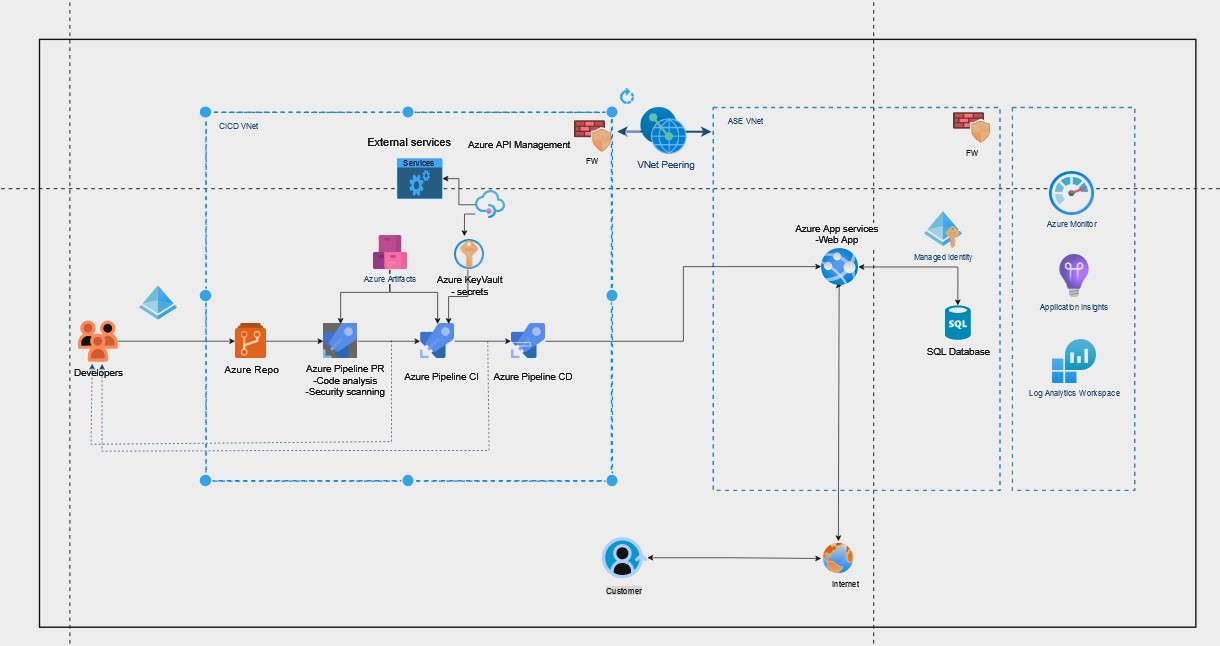 CICD VNet
External services
Services
Azure API Management
FW
VNet Peering
ASE VNet
FW
Azure Artifacts
Azure KeyVault
- secrets
Developers
Azure Repo
Azure Pipeline PR
-Code analysis
-Security scanning
Azure Pipeline CI
Azure Pipeline CD
Azure App services
-Web App
Managed Identity
SQL
SQL Database
Azure Monitor
Application Insights
Log Analytics Workspace
Customer
Internet